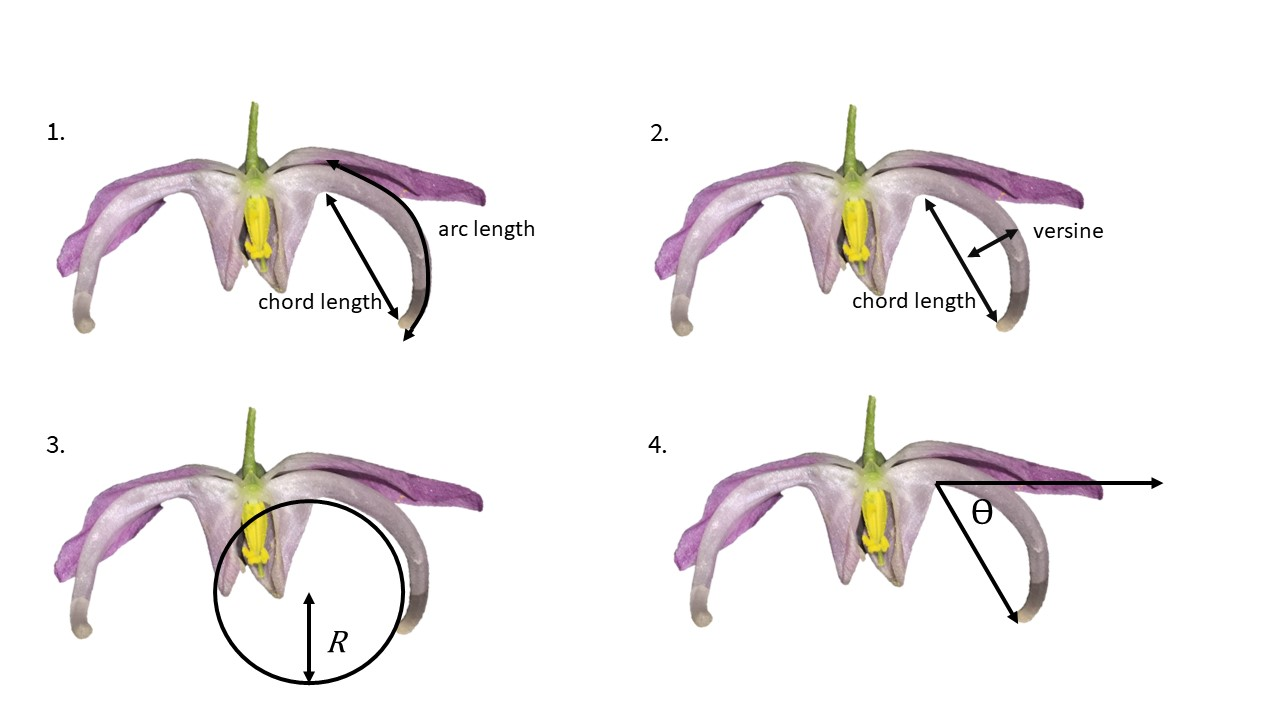 1.
arc length
chord length
2.
versine
chord length
3.
R
4.
Θ